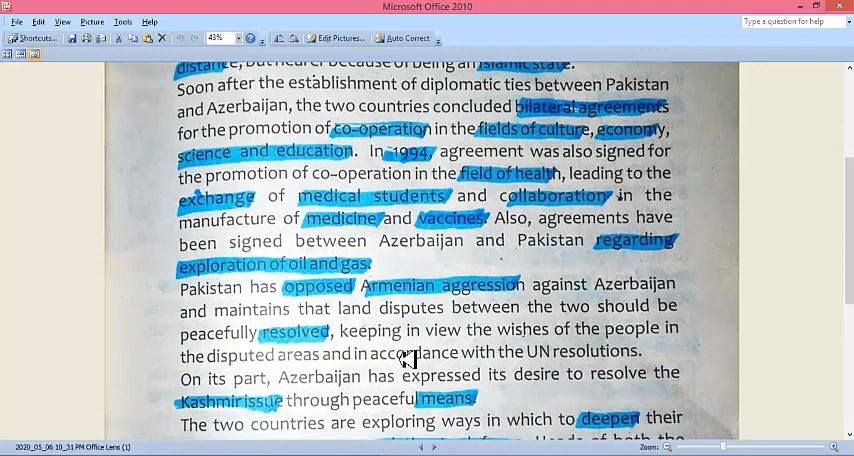 Microsoft Office 2010
File Edit View Picture Tools Help
Type a question for help
Shortcuts... 43% Edit Pictures... Auto Correct
distance, but nearer because of being an Islamic state.
Soon after the establishment of diplomatic ties between Pakistan
and Azerbaijan, the two countries concluded bilateral agreements
for the promotion of co-operation in the fields of culture, economy,
science and education. In 1994, agreement was also signed for
the promotion of co-operation in the field of health, leading to the
exchange of medical students and collaboration in the
manufacture of medicine and vaccines. Also, agreements have
been signed between Azerbaijan and Pakistan regarding
exploration of oil and gas.
Pakistan has opposed Armenian aggression against Azerbaijan
and maintains that land disputes between the two should be
peacefully resolved, keeping in view the wishes of the people in
the disputed areas and in accordance with the UN resolutions.
On its part, Azerbaijan has expressed its desire to resolve the
Kashmir issue through peaceful means.
The two countries are exploring ways in which to deepen their
Heads of both the
2020_05_06 10_31 PM Office Lens (1)
Zoom: